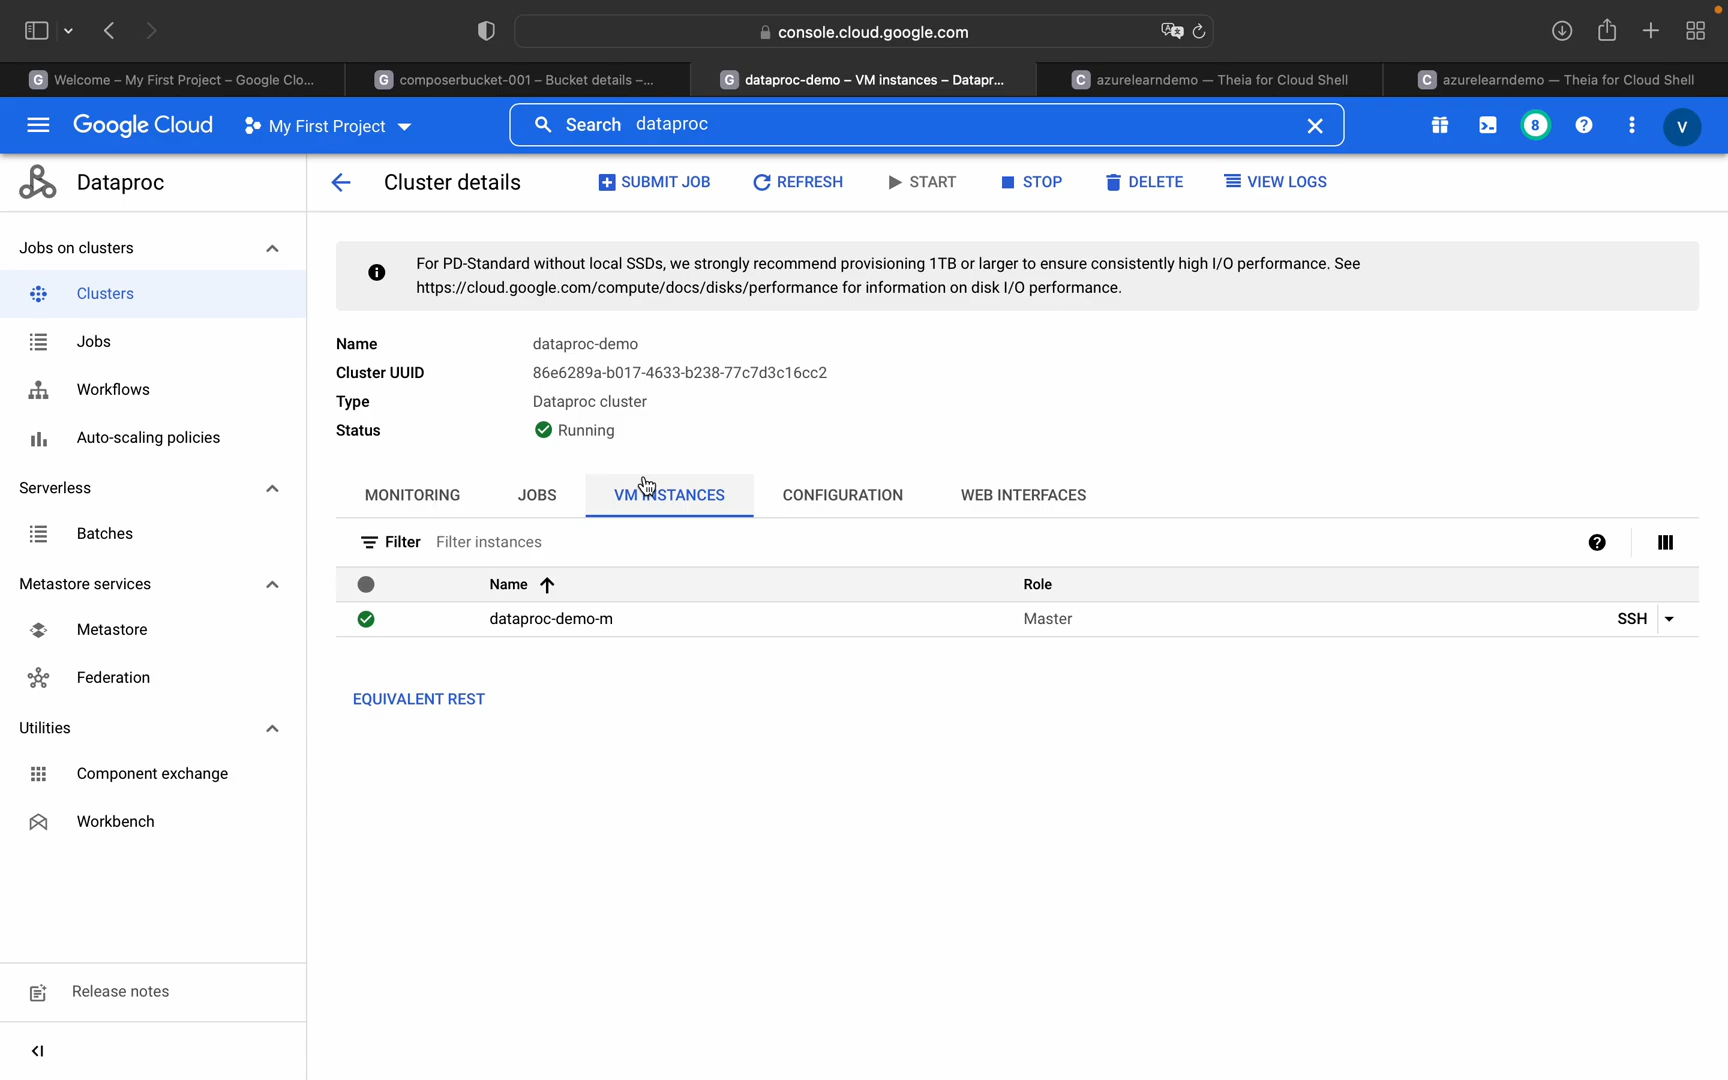 console.cloud.google.com
G Welcome – My First Project – Google Clo...
G composerbucket-001 – Bucket details –...
G dataproc-demo – VM instances – Datapr...
C azurelearndemo — Theia for Cloud Shell
C azurelearndemo — Theia for Cloud Shell
Google Cloud
My First Project
Search dataproc
8
?
V
Dataproc
Cluster details
SUBMIT JOB
REFRESH
START
STOP
DELETE
VIEW LOGS
Jobs on clusters
Clusters
Jobs
Workflows
Auto-scaling policies
Serverless
Batches
Metastore services
Metastore
Federation
Utilities
Component exchange
Workbench
Release notes
For PD-Standard without local SSDs, we strongly recommend provisioning 1TB or larger to ensure consistently high I/O performance. See
https://cloud.google.com/compute/docs/disks/performance for information on disk I/O performance.
Name dataproc-demo
Cluster UUID 86e6289a-b017-4633-b238-77c7d3c16cc2
Type Dataproc cluster
Status Running
MONITORING JOBS VM INSTANCES CONFIGURATION WEB INTERFACES
Filter Filter instances
?
Name Role
dataproc-demo-m Master SSH
EQUIVALENT REST